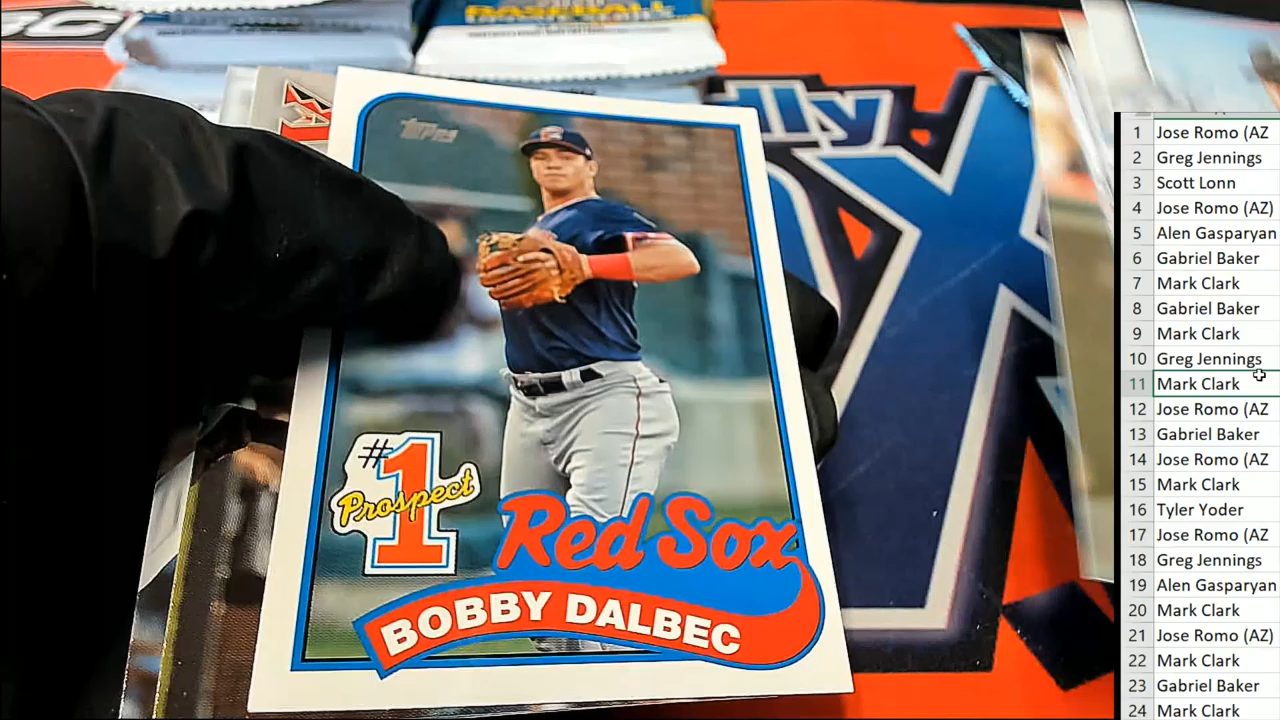 BASEBALL
Topps
lly
#1
Prospect
Red Sox
BOBBY DALBEC
1 Jose Romo (AZ
2 Greg Jennings
3 Scott Lonn
4 Jose Romo (AZ)
5 Alen Gasparyan
6 Gabriel Baker
7 Mark Clark
8 Gabriel Baker
9 Mark Clark
10 Greg Jennings
11 Mark Clark
12 Jose Romo (AZ
13 Gabriel Baker
14 Jose Romo (AZ
15 Mark Clark
16 Tyler Yoder
17 Jose Romo (AZ
18 Greg Jennings
19 Alen Gasparyan
20 Mark Clark
21 Jose Romo (AZ)
22 Mark Clark
23 Gabriel Baker
24 Mark Clark